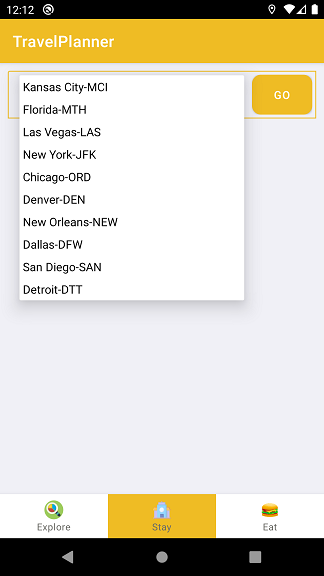 12:12
TravelPlanner
Kansas City-MCI
GO
Florida-MTH
Las Vegas-LAS
New York-JFK
Chicago-ORD
Denver-DEN
New Orleans-NEW
Dallas-DFW
San Diego-SAN
Detroit-DTT
Explore
Stay
Eat